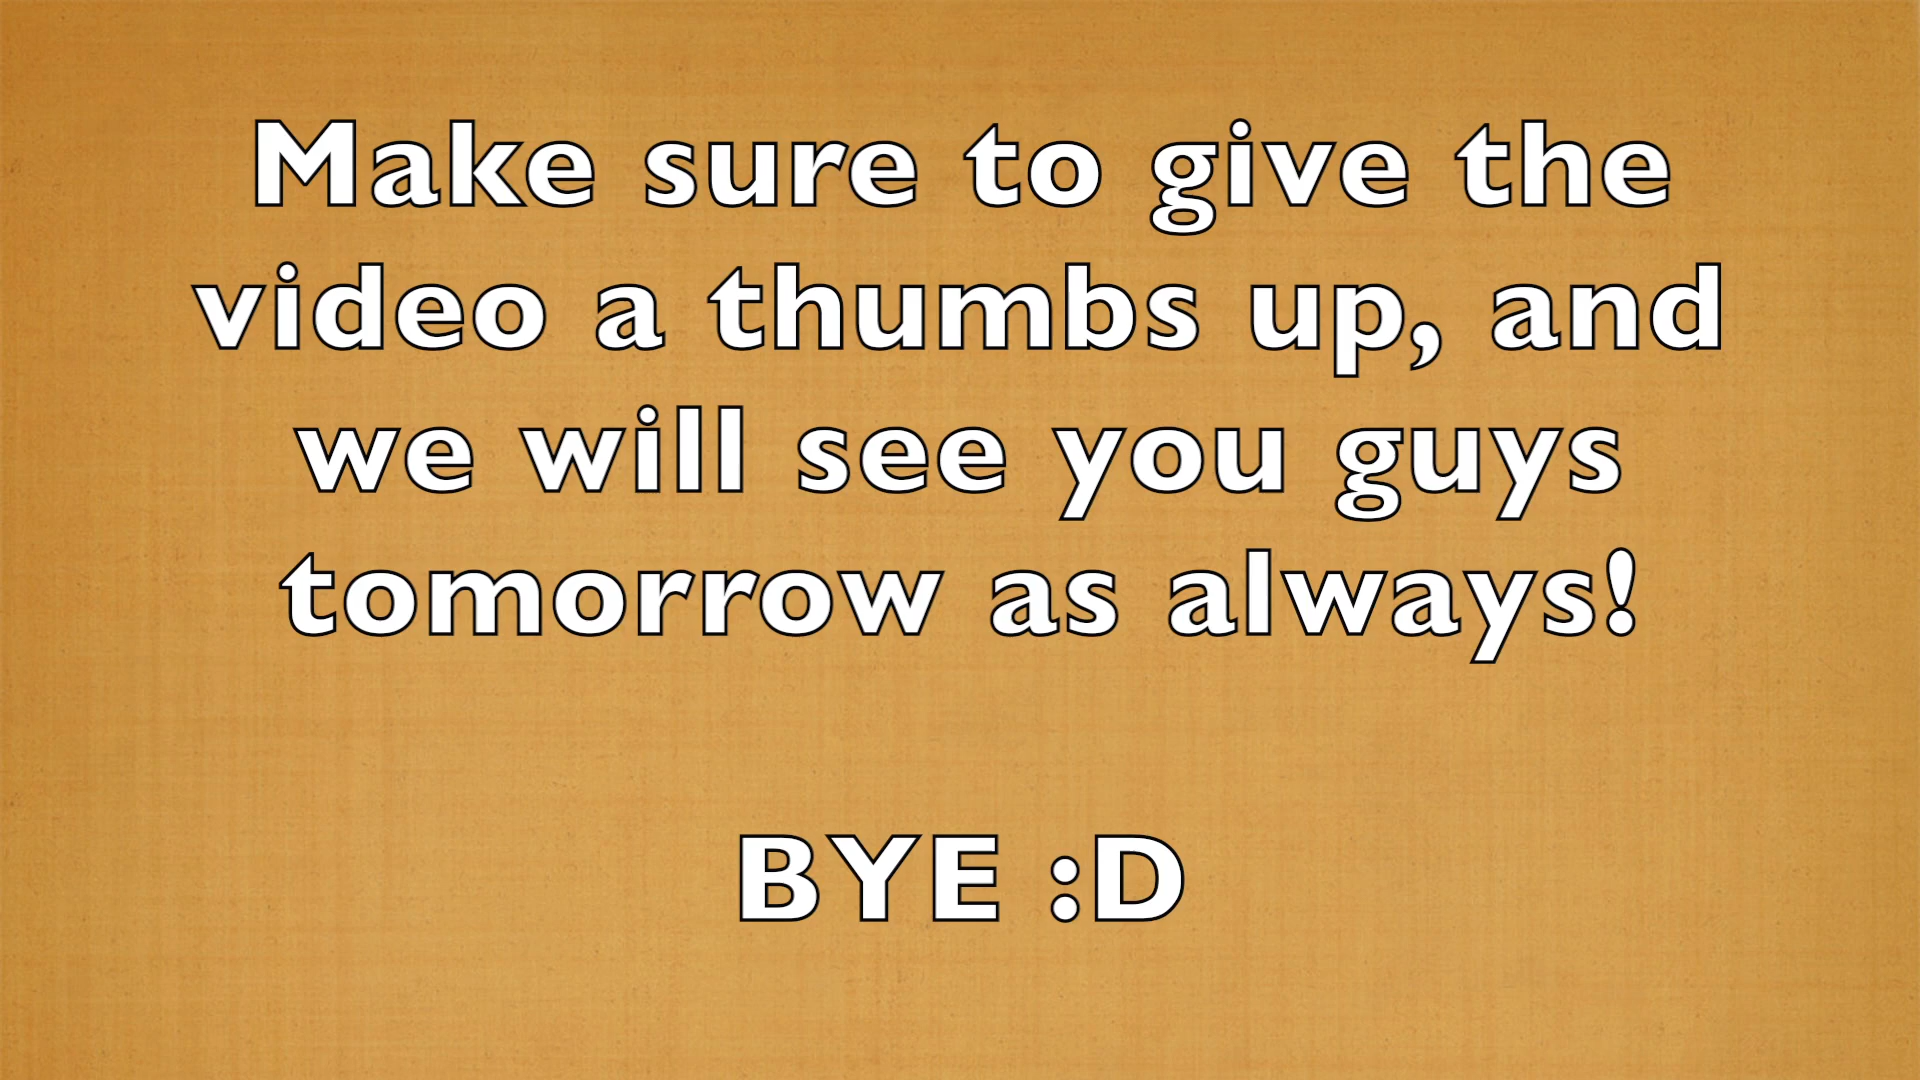 Make sure to give the
video a thumbs up, and
we will see you guys
tomorrow as always!
BYE :D